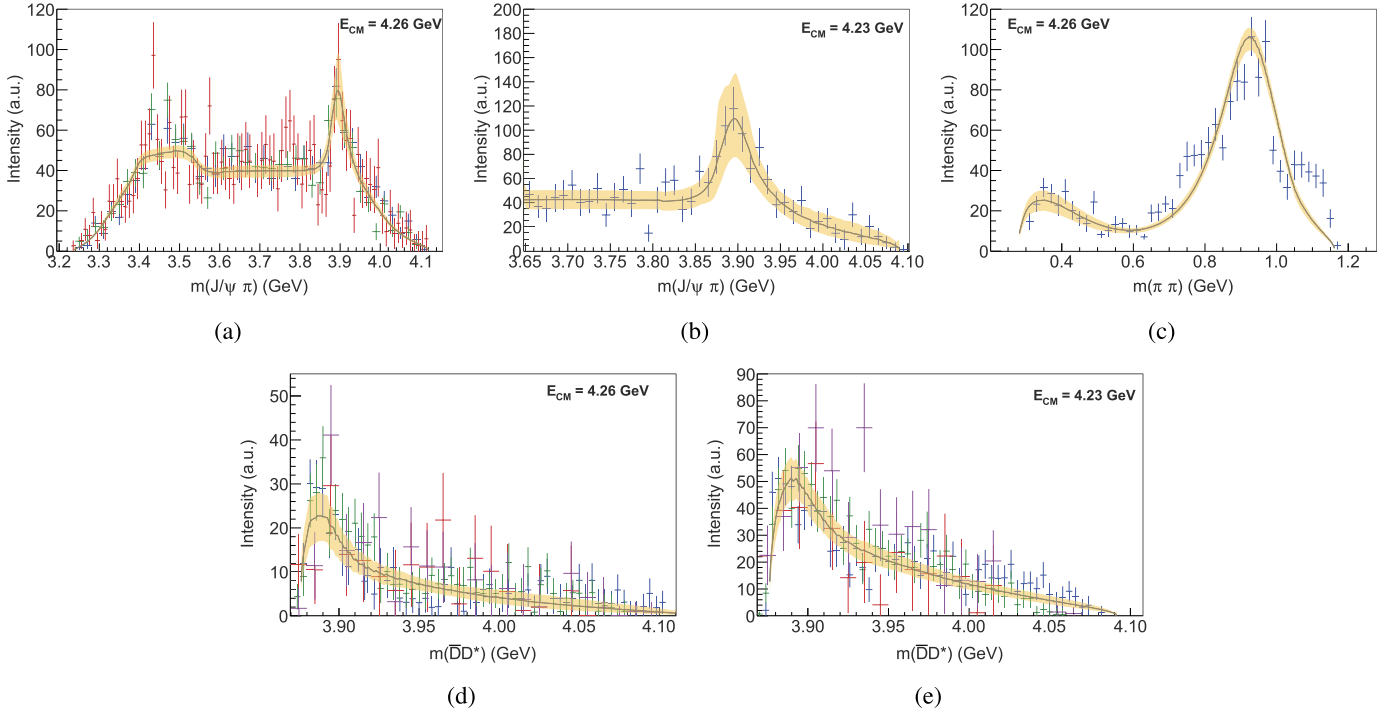 Intensity (a.u.)
120
100
80
60
40
20
0
E_CM = 4.26 GeV
3.2 3.3 3.4 3.5 3.6 3.7 3.8 3.9 4.0 4.1
m(J/ψ π) (GeV)
(a)
Intensity (a.u.)
200
180
160
140
120
100
80
60
40
20
0
E_CM = 4.23 GeV
3.65 3.70 3.75 3.80 3.85 3.90 3.95 4.00 4.05 4.10
m(J/ψ π) (GeV)
(b)
Intensity (a.u.)
120
100
80
60
40
20
0
E_CM = 4.26 GeV
0.4 0.6 0.8 1.0 1.2
m(π π) (GeV)
(c)
Intensity (a.u.)
50
40
30
20
10
0
E_CM = 4.26 GeV
3.90 3.95 4.00 4.05 4.10
m(D̅D*) (GeV)
(d)
Intensity (a.u.)
90
80
70
60
50
40
30
20
10
0
E_CM = 4.23 GeV
3.90 3.95 4.00 4.05 4.10
m(D̅D*) (GeV)
(e)